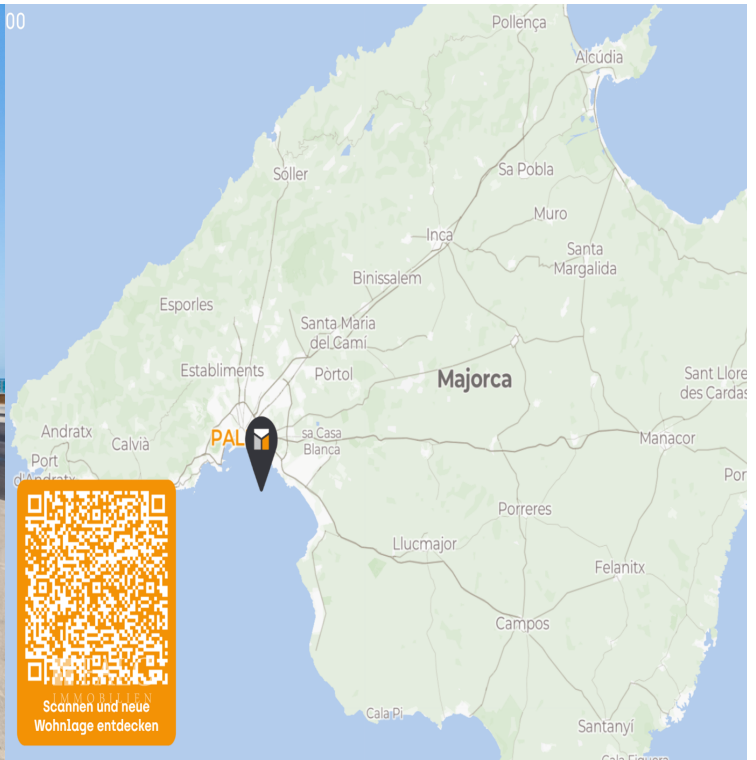 00
Pollença
Alcúdia
Sóller
Sa Pobla
Muro
Inca
Santa
Margalida
Binissalem
Esporles
Santa Maria
del Camí
Establiments
Pòrtol
Majorca
Sant Llore
des Cardas
Andratx
Calvià
PAL
sa Casa
Blanca
Manacor
Port
d'Andratx
Por
Porreres
Llucmajor
Felanitx
Campos
IMMOBILIEN
Scannen und neue
Wohnlage entdecken
Cala Pi
Santanyí
Cala Figuera